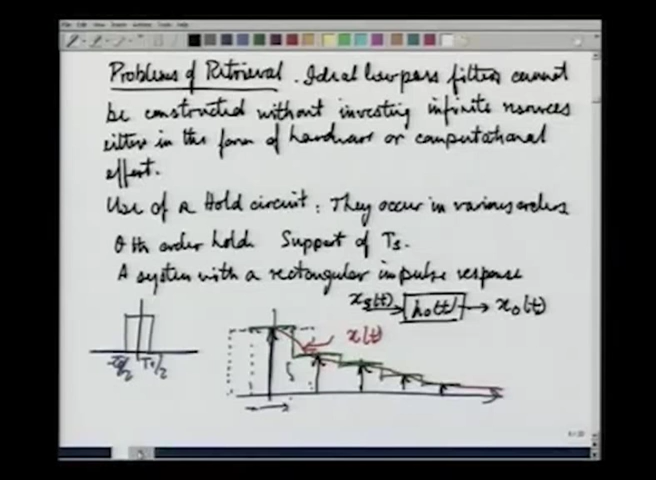 Problems of Retrieval. Ideal lowpass filters cannot
be constructed without investing infinite resources
either in the form of hardware or computational
effort.
Use of a Hold circuit: They occur in various orders
0th order hold Support of Ts.
A system with a rectangular impulse response
xs(t) h0(t) x0(t)
x(t)
Ts/2